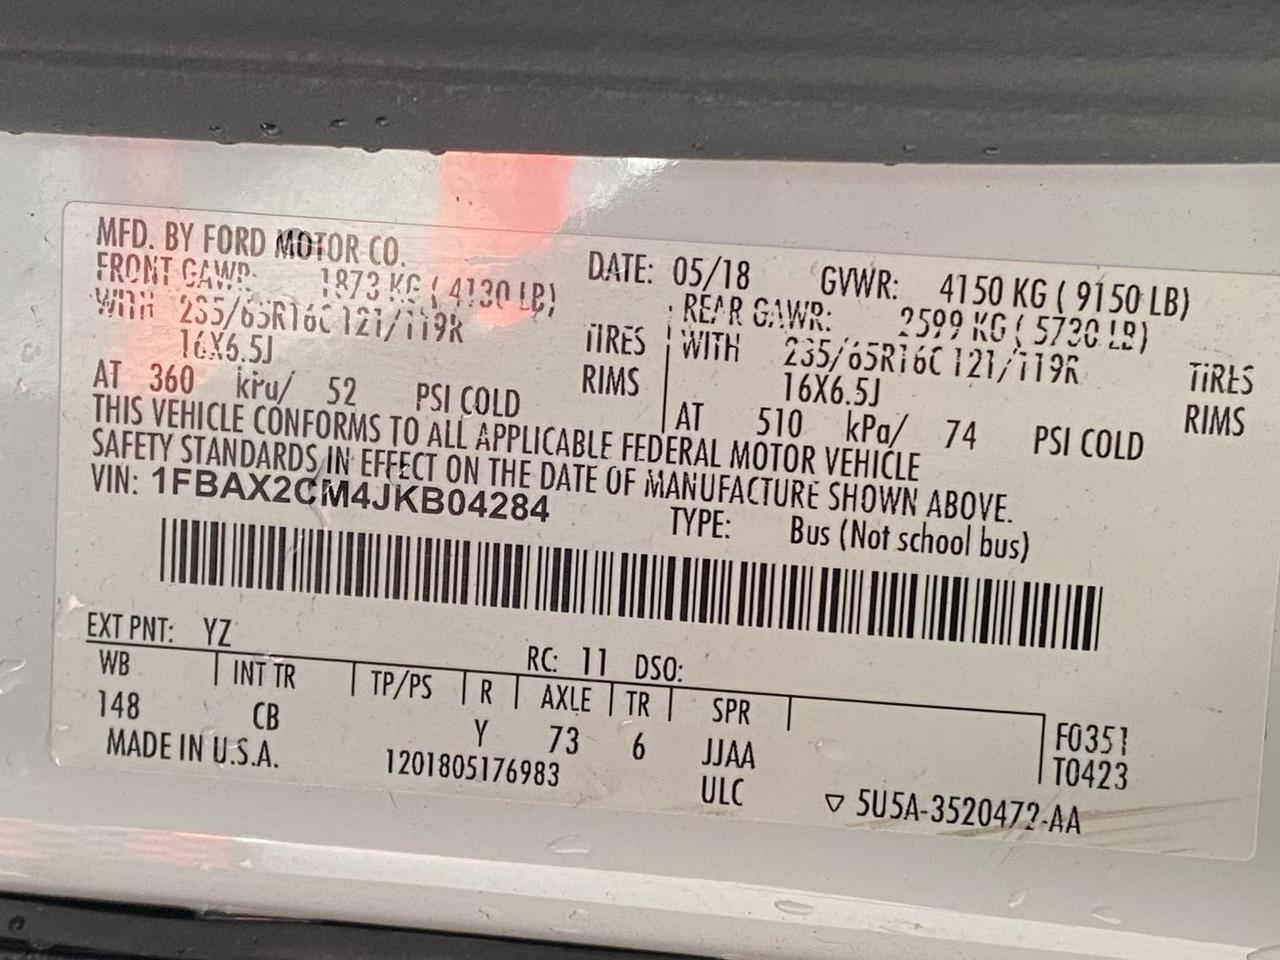 MFD. BY FORD MOTOR CO.
DATE: 05/18 GVWR: 4150 KG ( 9150 LB)
FRONT GAWR: 1873 KG ( 4130 LB)
REAR GAWR: 2599 KG ( 5730 LB)
WITH 235/65R16C 121/119R TIRES
WITH 235/65R16C 121/119R TIRES
16X6.5J RIMS
16X6.5J RIMS
AT 360 kPa/ 52 PSI COLD
AT 510 kPa/ 74 PSI COLD
THIS VEHICLE CONFORMS TO ALL APPLICABLE FEDERAL MOTOR VEHICLE
SAFETY STANDARDS IN EFFECT ON THE DATE OF MANUFACTURE SHOWN ABOVE.
VIN: 1FBAX2CM4JKB04284
TYPE: Bus (Not school bus)
EXT PNT: YZ RC: 11 DSO:
WB INT TR TP/PS R AXLE TR SPR
148 CB Y 73 6 JJAA
F0351
T0423
MADE IN U.S.A. 1201805176983 ULC
▽ 5U5A-3520472-AA